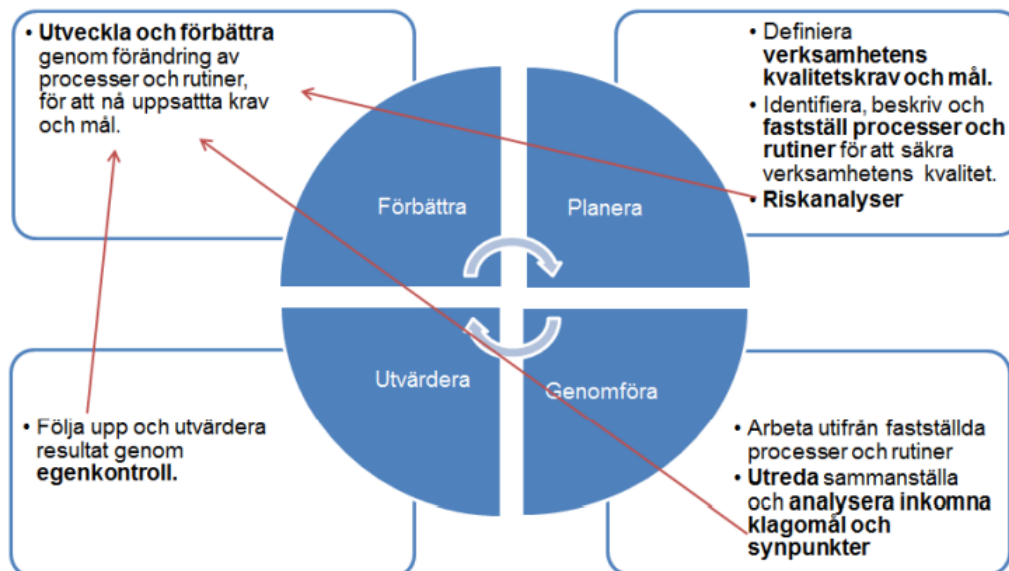 • Utveckla och förbättra
genom förändring av
processer och rutiner,
för att nå uppsattta krav
och mål.
• Definiera
verksamhetens
kvalitetskrav och mål.
• Identifiera, beskriv och
fastställ processer och
rutiner för att säkra
verksamhetens kvalitet.
• Riskanalyser
Förbättra
Planera
Utvärdera
Genomföra
• Följa upp och utvärdera
resultat genom
egenkontroll.
• Arbeta utifrån fastställda
processer och rutiner
• Utreda sammanställa
och analysera inkomna
klagomål och
synpunkter